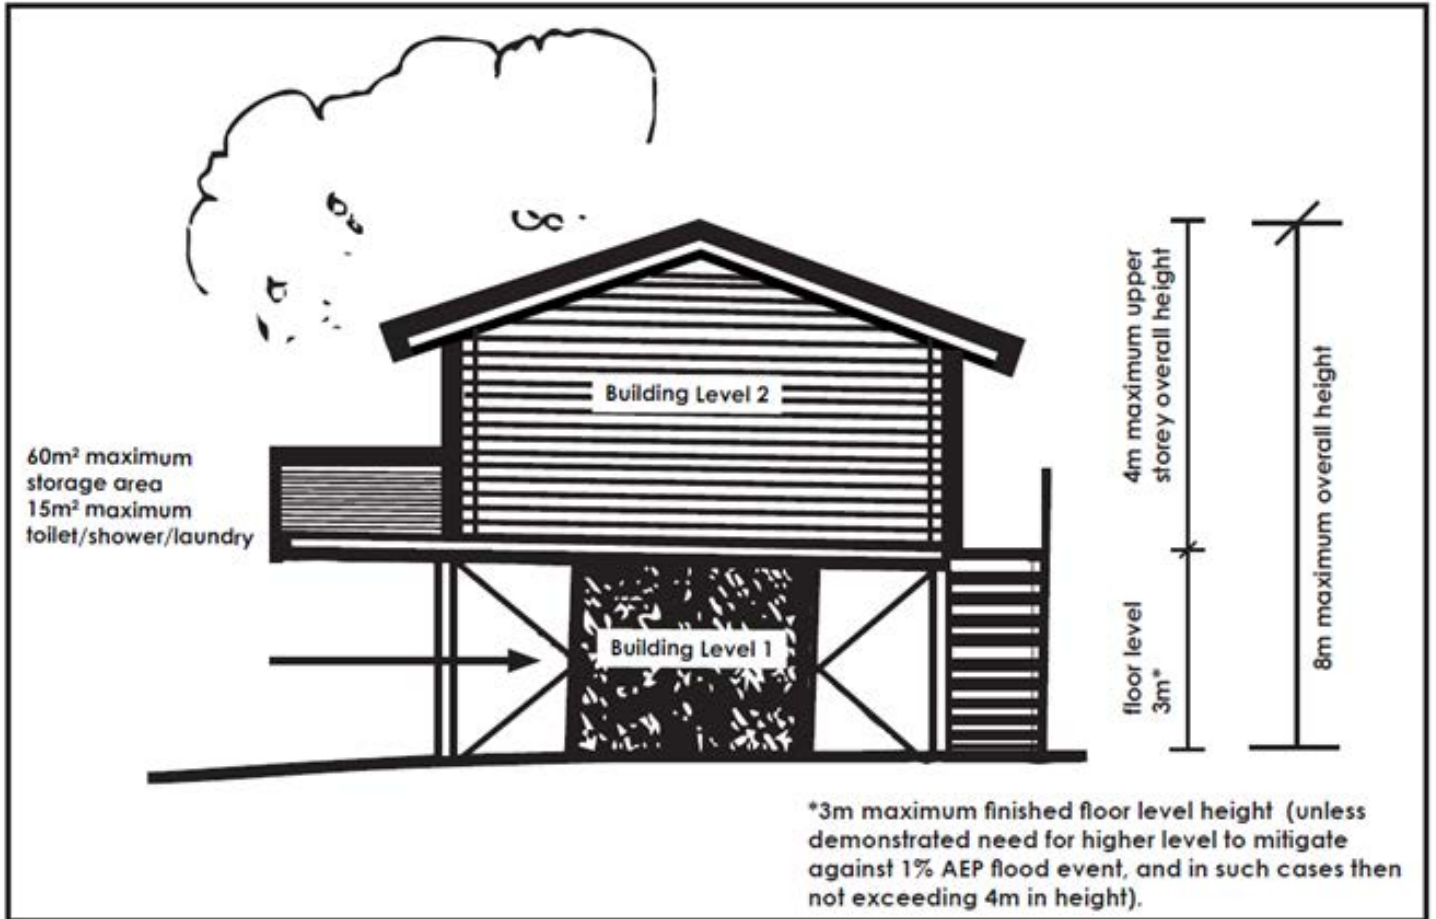 4m maximum upper
storey overall height
8m maximum overall height
Building Level 2
60m² maximum
storage area
15m² maximum
toilet/shower/laundry
Building Level 1
floor level
3m*
*3m maximum finished floor level height (unless
demonstrated need for higher level to mitigate
against 1% AEP flood event, and in such cases then
not exceeding 4m in height).